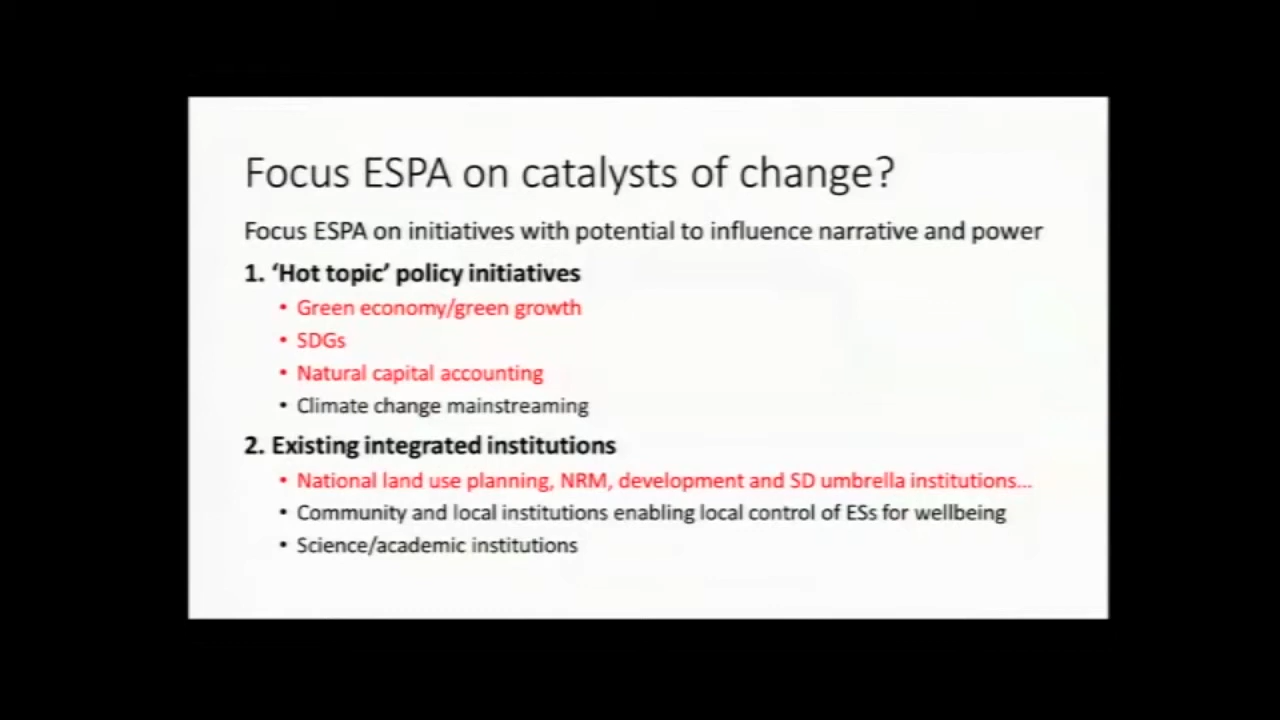 Focus ESPA on catalysts of change?
Focus ESPA on initiatives with potential to influence narrative and power
1. ‘Hot topic’ policy initiatives
• Green economy/green growth
• SDGs
• Natural capital accounting
• Climate change mainstreaming
2. Existing integrated institutions
• National land use planning, NRM, development and SD umbrella institutions...
• Community and local institutions enabling local control of ESs for wellbeing
• Science/academic institutions